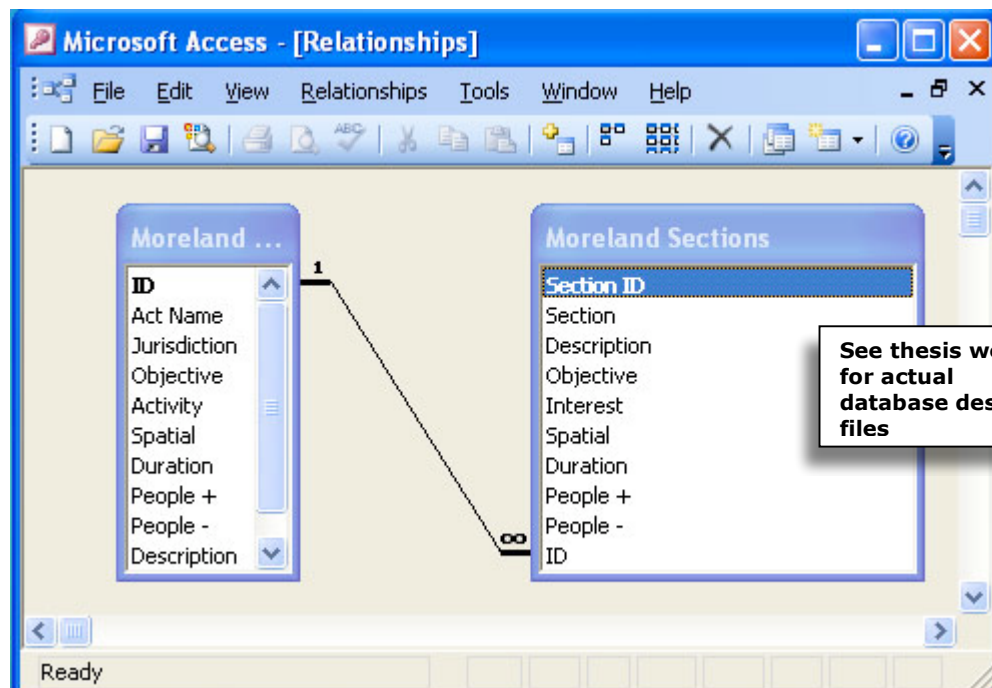 Microsoft Access - [Relationships]
File Edit View Relationships Tools Window Help
ABC
Moreland ...
ID
Act Name
Jurisdiction
Objective
Activity
Spatial
Duration
People +
People -
Description
1
∞
Moreland Sections
Section ID
Section
Description
Objective
Interest
Spatial
Duration
People +
People -
ID
See thesis
for actual
database
files
Ready